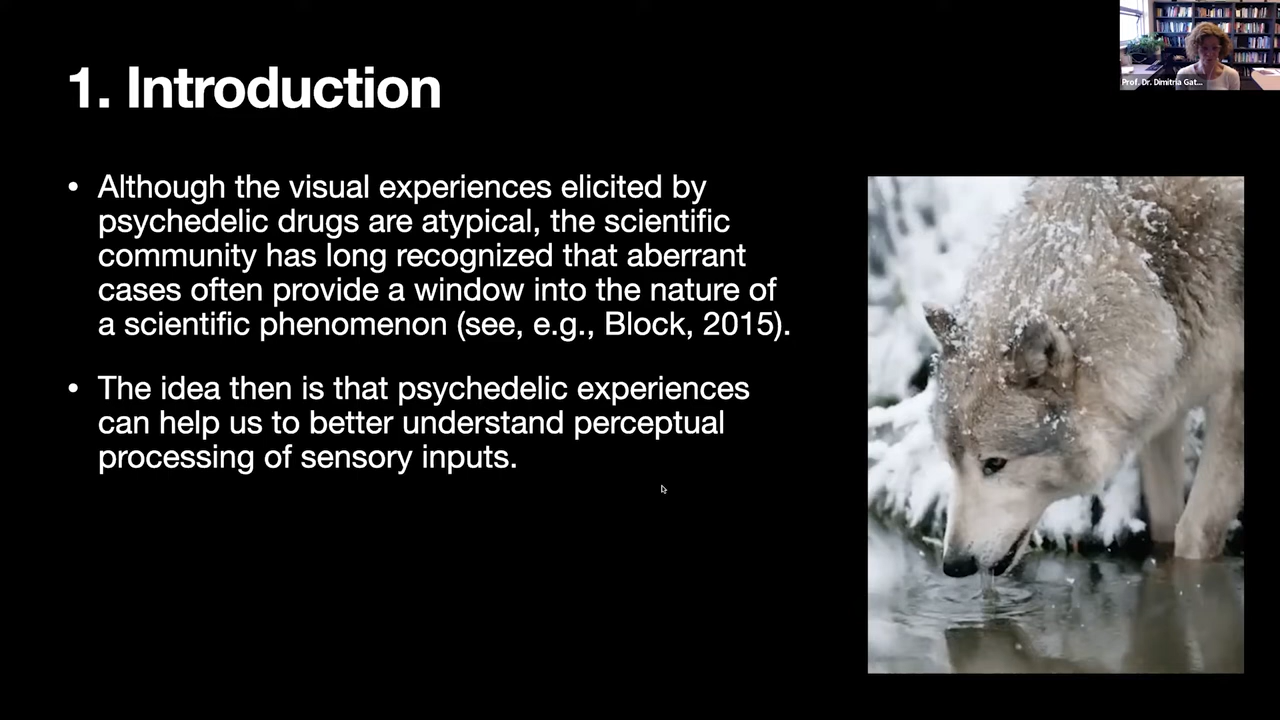 Prof. Dr. Dimitria Gat...
1. Introduction
• Although the visual experiences elicited by
psychedelic drugs are atypical, the scientific
community has long recognized that aberrant
cases often provide a window into the nature of
a scientific phenomenon (see, e.g., Block, 2015).
• The idea then is that psychedelic experiences
can help us to better understand perceptual
processing of sensory inputs.